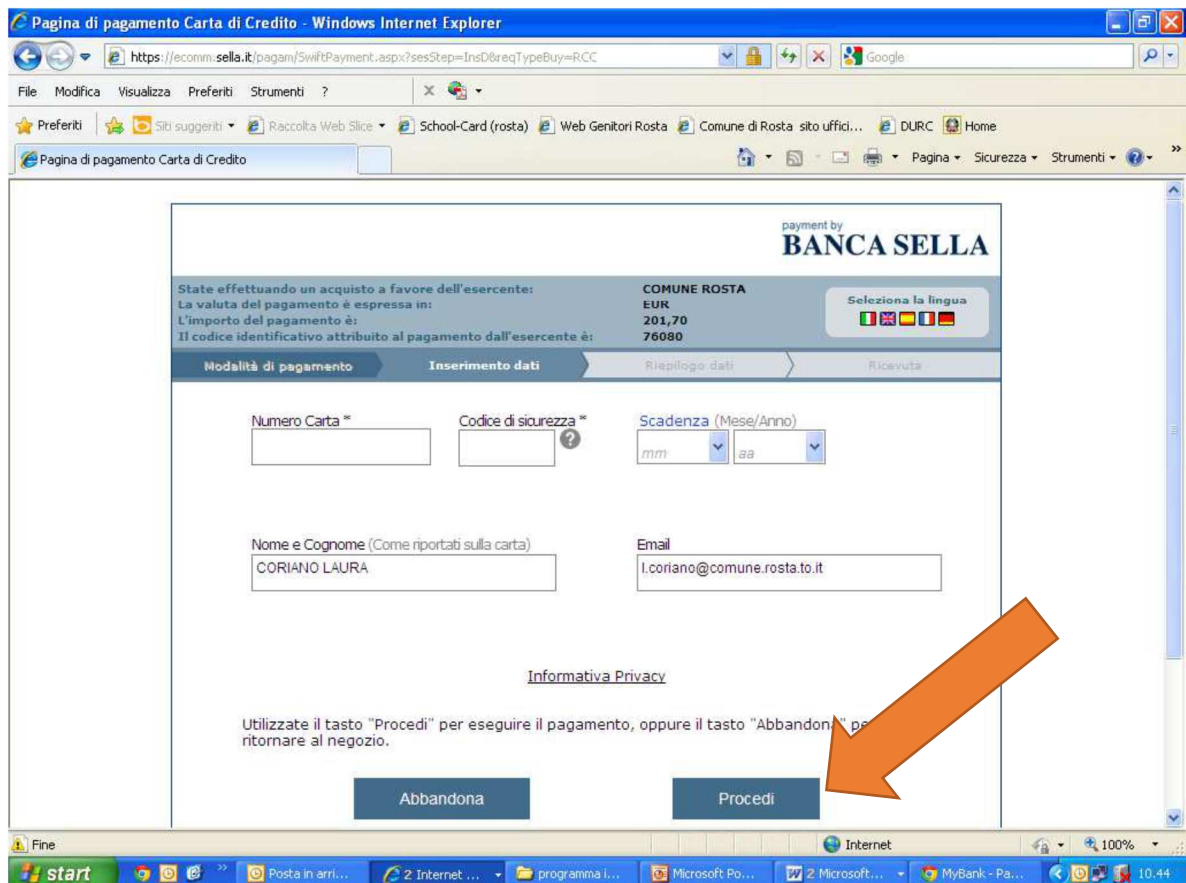 Pagina di pagamento Carta di Credito - Windows Internet Explorer
https://ecomm.sella.it/pagam/SwiftPayment.aspx?sesStep=InsD&reqTypeBuy=RCC
Google
File Modifica Visualizza Preferiti Strumenti ?
Preferiti Siti suggeriti Raccolta Web Slice School-Card (rosta) Web Genitori Rosta Comune di Rosta sito uffici... DURC Home
Pagina di pagamento Carta di Credito Pagina Sicurezza Strumenti »
payment by
BANCA SELLA
State effettuando un acquisto a favore dell'esercente: COMUNE ROSTA
La valuta del pagamento è espressa in: EUR
L'importo del pagamento è: 201,70
Il codice identificativo attribuito al pagamento dall'esercente è: 76080
Seleziona la lingua
Modalità di pagamento Inserimento dati Riepilogo dati Ricevuta
Numero Carta * Codice di sicurezza * Scadenza (Mese/Anno)
? mm aa
Nome e Cognome (Come riportati sulla carta) Email
CORIANO LAURA l.coriano@comune.rosta.to.it
Informativa Privacy
Utilizzate il tasto "Procedi" per eseguire il pagamento, oppure il tasto "Abbandona"
ritornare al negozio.
Abbandona Procedi
Fine Internet 100%
start » Posta in arri... 2 Internet ... programma i... Microsoft Po... 2 Microsoft... MyBank - Pa... 10.44